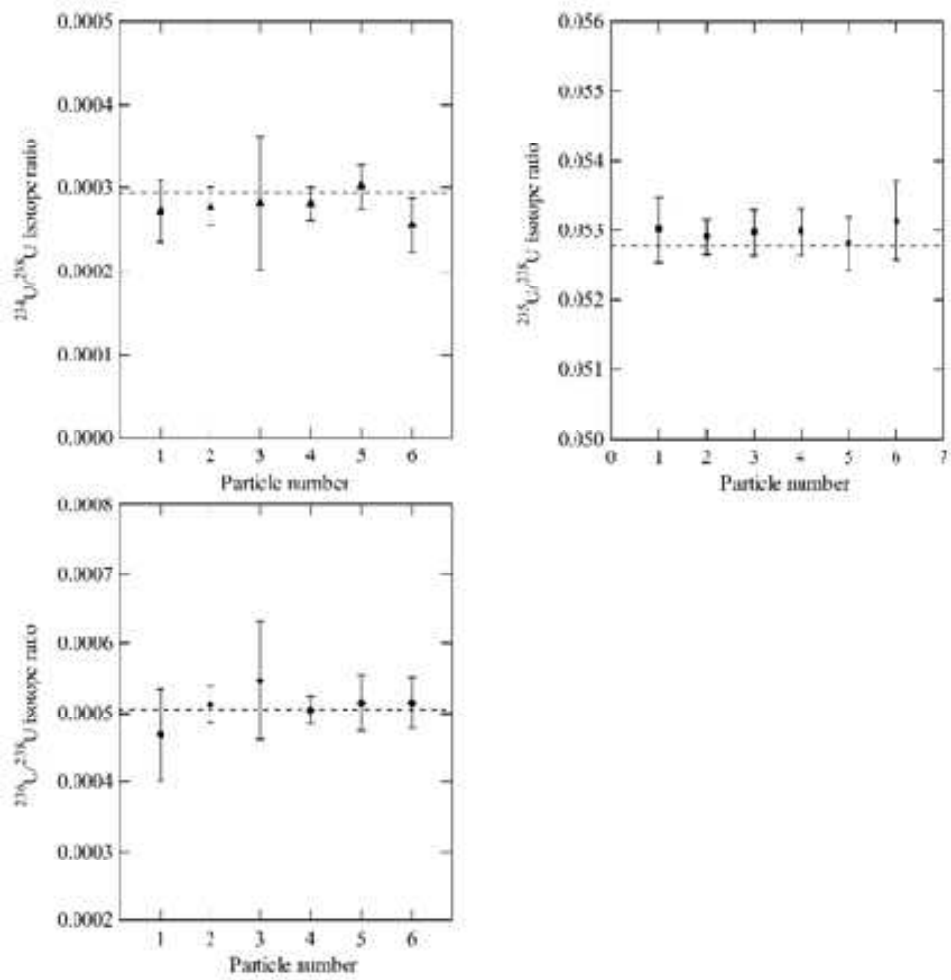 0.0005
0.0004
0.0003
0.0002
0.0001
0.0000
²³⁴U/²³⁸U isotope ratio
1 2 3 4 5 6
Particle number
0.056
0.055
0.054
0.053
0.052
0.051
0.050
²³⁵U/²³⁸U isotope ratio
0 1 2 3 4 5 6 7
Particle number
0.0008
0.0007
0.0006
0.0005
0.0004
0.0003
0.0002
²³⁶U/²³⁸U isotope ratio
1 2 3 4 5 6
Particle number